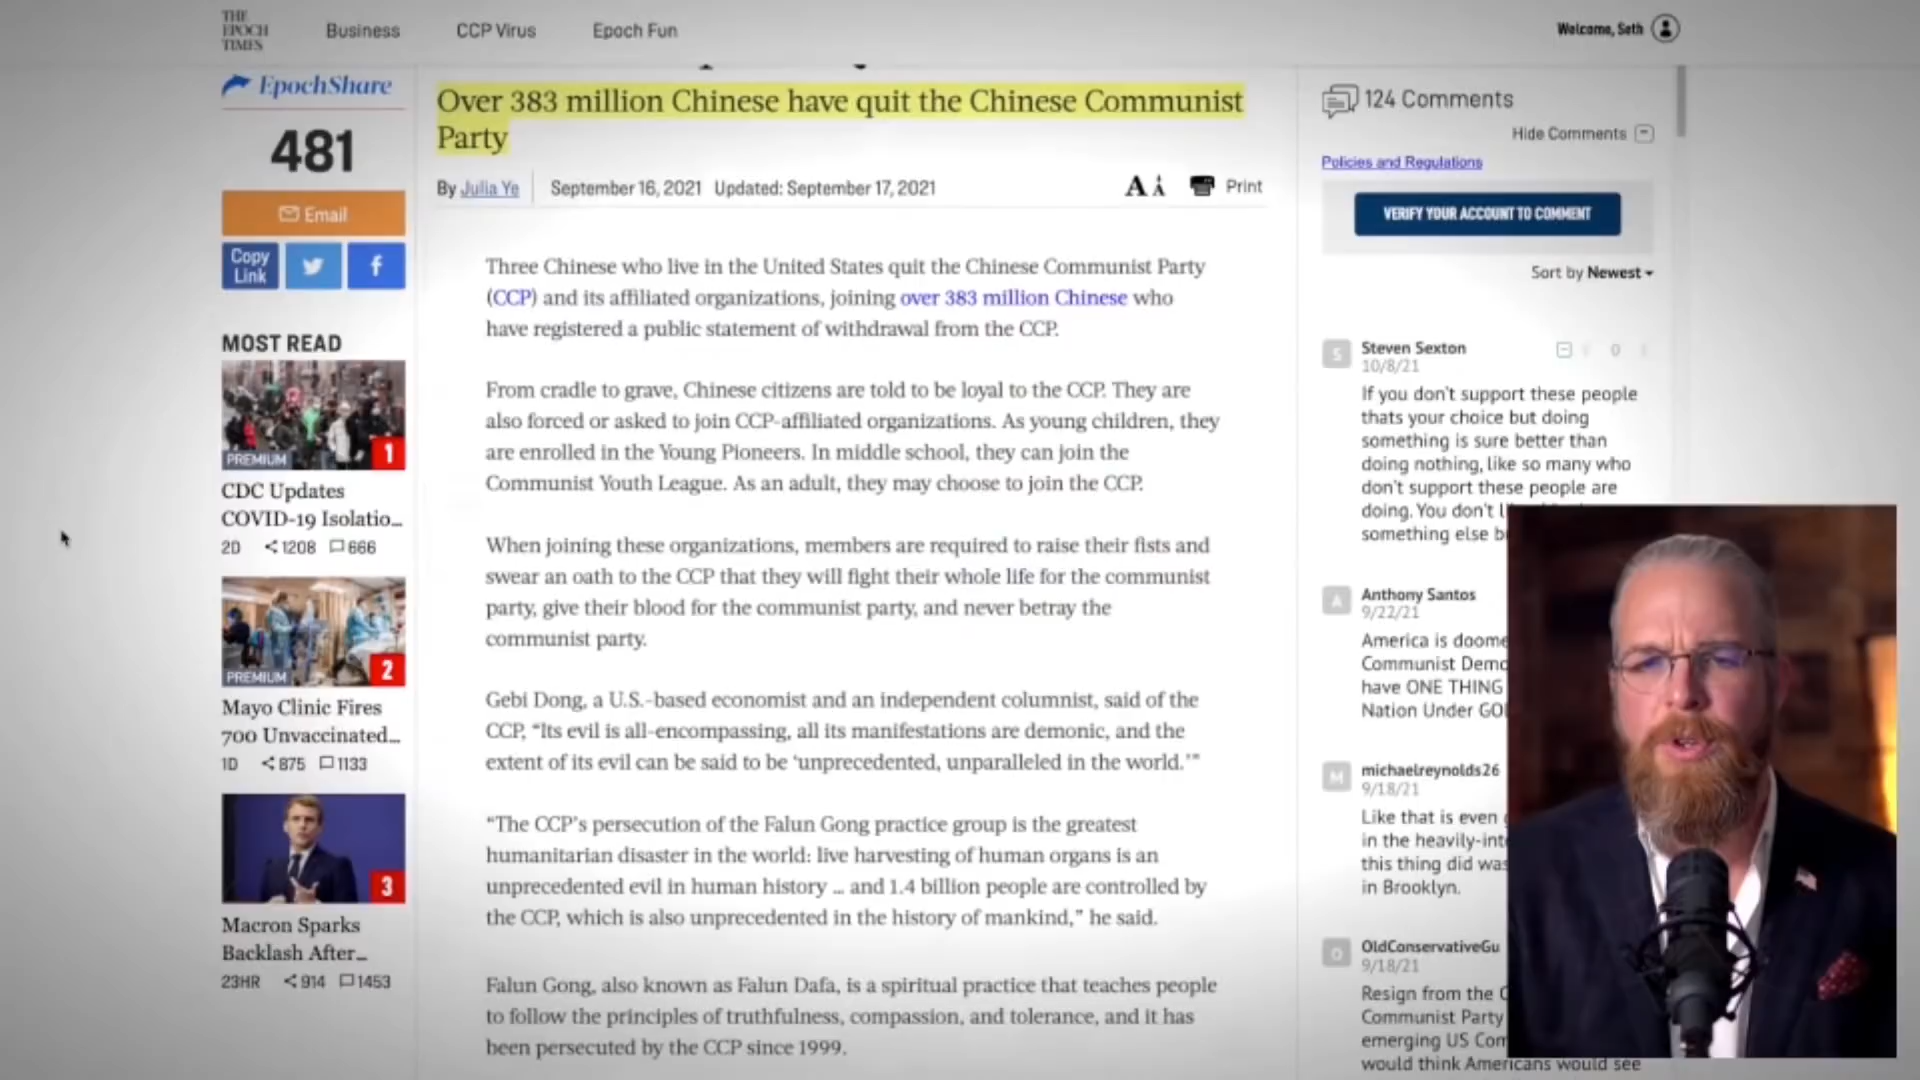 THE
EPOCH
TIMES
Business
CCP Virus
Epoch Fun
Welcome, Seth
EpochShare
481
Email
Copy
Link
f
MOST READ
PREMIUM
1
CDC Updates
COVID-19 Isolatio...
2D 1208 666
PREMIUM
2
Mayo Clinic Fires
700 Unvaccinated...
1D 875 1133
3
Macron Sparks
Backlash After...
23HR 914 1453
Over 383 million Chinese have quit the Chinese Communist
Party
By Julia Ye September 16, 2021 Updated: September 17, 2021
A A Print
Three Chinese who live in the United States quit the Chinese Communist Party
(CCP) and its affiliated organizations, joining over 383 million Chinese who
have registered a public statement of withdrawal from the CCP.
From cradle to grave, Chinese citizens are told to be loyal to the CCP. They are
also forced or asked to join CCP-affiliated organizations. As young children, they
are enrolled in the Young Pioneers. In middle school, they can join the
Communist Youth League. As an adult, they may choose to join the CCP.
When joining these organizations, members are required to raise their fists and
swear an oath to the CCP that they will fight their whole life for the communist
party, give their blood for the communist party, and never betray the
communist party.
Gebi Dong, a U.S.-based economist and an independent columnist, said of the
CCP, “Its evil is all-encompassing, all its manifestations are demonic, and the
extent of its evil can be said to be ‘unprecedented, unparalleled in the world.’”
“The CCP’s persecution of the Falun Gong practice group is the greatest
humanitarian disaster in the world: live harvesting of human organs is an
unprecedented evil in human history ... and 1.4 billion people are controlled by
the CCP, which is also unprecedented in the history of mankind,” he said.
Falun Gong, also known as Falun Dafa, is a spiritual practice that teaches people
to follow the principles of truthfulness, compassion, and tolerance, and it has
been persecuted by the CCP since 1999.
124 Comments
Hide Comments
Policies and Regulations
VERIFY YOUR ACCOUNT TO COMMENT
Sort by Newest
S
Steven Sexton
0
10/8/21
If you don't support these people
thats your choice but doing
something is sure better than
doing nothing, like so many who
don't support these people are
doing. You don't
something else
A
Anthony Santos
9/22/21
America is
Communist
have ONE THING
Nation Under
M
michaelreynolds26
9/18/21
Like that is even
in the
this thing did
in Brooklyn.
O
OldConservativeGu
9/18/21
Resign from the
Communist Party
emerging US
would think Americans would see